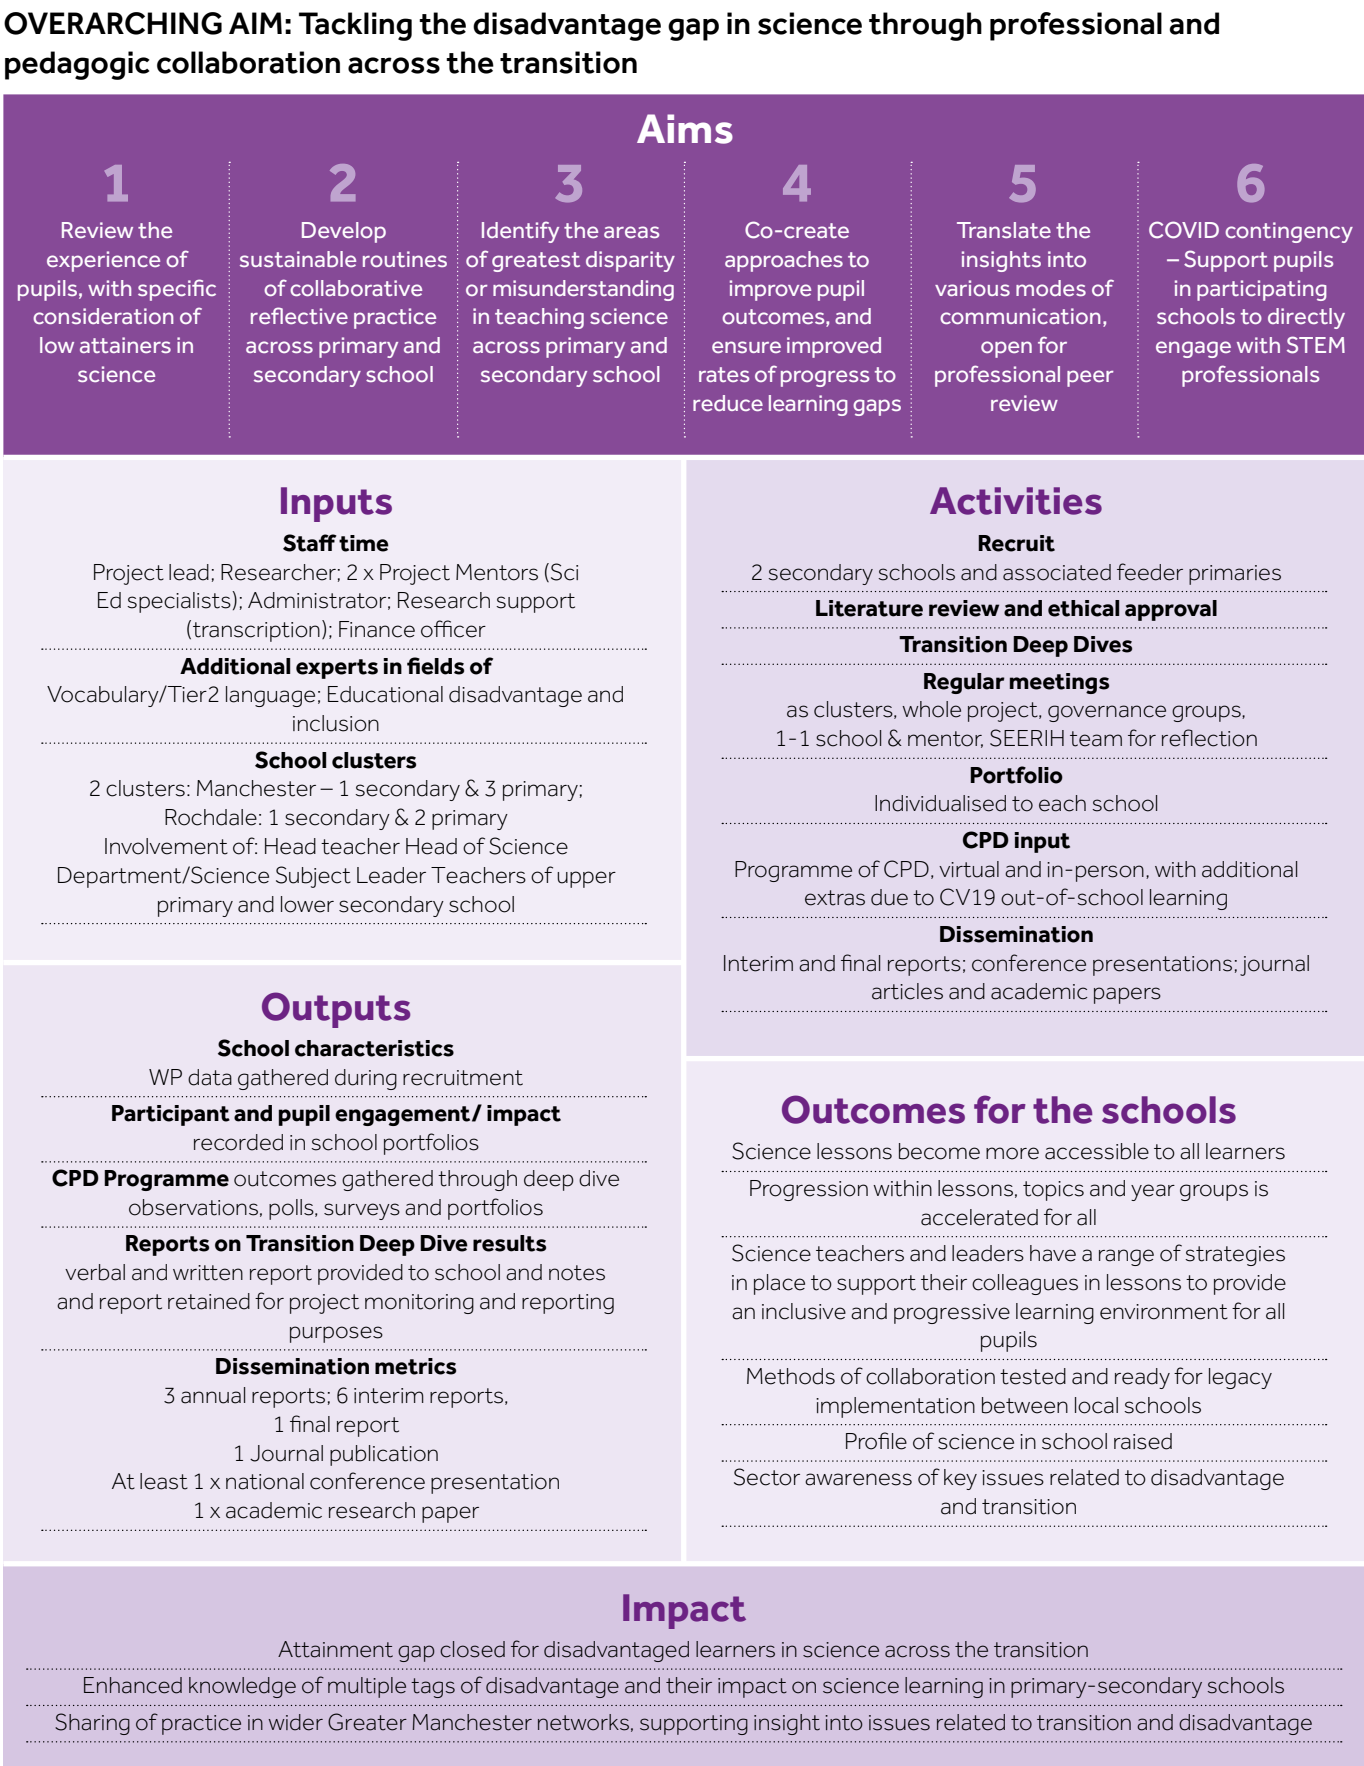 OVERARCHING AIM: Tackling the disadvantage gap in science through professional and
pedagogic collaboration across the transition
Aims
1
Review the
experience of
pupils, with specific
consideration of
low attainers in
science
2
Develop
sustainable routines
of collaborative
reflective practice
across primary and
secondary school
3
Identify the areas
of greatest disparity
or misunderstanding
in teaching science
across primary and
secondary school
4
Co-create
approaches to
improve pupil
outcomes, and
ensure improved
rates of progress to
reduce learning gaps
5
Translate the
insights into
various modes of
communication,
open for
professional peer
review
6
COVID contingency
– Support pupils
in participating
schools to directly
engage with STEM
professionals
Inputs
Staff time
Project lead; Researcher; 2 x Project Mentors (Sci
Ed specialists); Administrator; Research support
(transcription); Finance officer
Additional experts in fields of
Vocabulary/Tier2 language; Educational disadvantage and
inclusion
School clusters
2 clusters: Manchester – 1 secondary & 3 primary;
Rochdale: 1 secondary & 2 primary
Involvement of: Head teacher Head of Science
Department/Science Subject Leader Teachers of upper
primary and lower secondary school
Outputs
School characteristics
WP data gathered during recruitment
Participant and pupil engagement/ impact
recorded in school portfolios
CPD Programme outcomes gathered through deep dive
observations, polls, surveys and portfolios
Reports on Transition Deep Dive results
verbal and written report provided to school and notes
and report retained for project monitoring and reporting
purposes
Dissemination metrics
3 annual reports; 6 interim reports,
1 final report
1 Journal publication
At least 1 x national conference presentation
1 x academic research paper
Activities
Recruit
2 secondary schools and associated feeder primaries
Literature review and ethical approval
Transition Deep Dives
Regular meetings
as clusters, whole project, governance groups,
1-1 school & mentor, SEERIH team for reflection
Portfolio
Individualised to each school
CPD input
Programme of CPD, virtual and in-person, with additional
extras due to CV19 out-of-school learning
Dissemination
Interim and final reports; conference presentations; journal
articles and academic papers
Outcomes for the schools
Science lessons become more accessible to all learners
Progression within lessons, topics and year groups is
accelerated for all
Science teachers and leaders have a range of strategies
in place to support their colleagues in lessons to provide
an inclusive and progressive learning environment for all
pupils
Methods of collaboration tested and ready for legacy
implementation between local schools
Profile of science in school raised
Sector awareness of key issues related to disadvantage
and transition
Impact
Attainment gap closed for disadvantaged learners in science across the transition
Enhanced knowledge of multiple tags of disadvantage and their impact on science learning in primary-secondary schools
Sharing of practice in wider Greater Manchester networks, supporting insight into issues related to transition and disadvantage